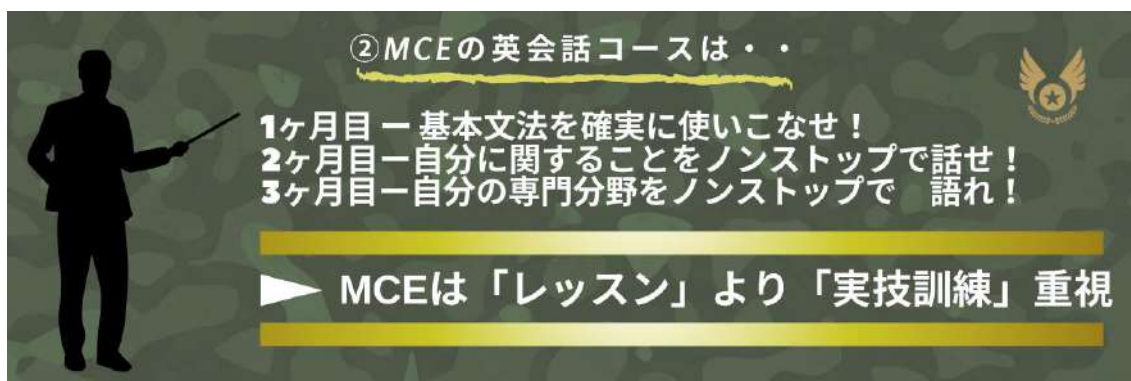 ②MCEの英会話コースは・・
1ヶ月目 ー 基本文法を確実に使いこなせ！
2ヶ月目ー自分に関することをノンストップで話せ！
3ヶ月目ー自分の専門分野をノンストップで　語れ！
MCEは「レッスン」より「実技訓練」重視